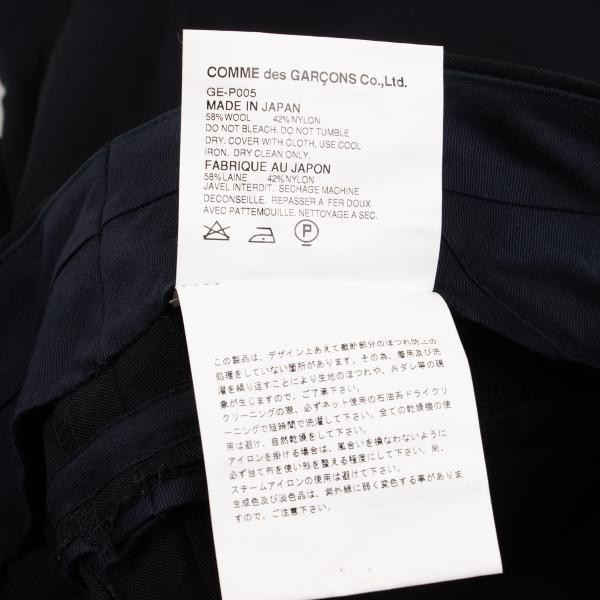 COMME des GARÇONS Co.,Ltd.
GE-P005
MADE IN JAPAN
58% WOOL 42% NYLON
DO NOT BLEACH. DO NOT TUMBLE
DRY. COVER WITH CLOTH, USE COOL
IRON. DRY CLEAN ONLY.
FABRIQUE AU JAPON
58% LAINE 42% NYLON
JAVEL INTERDIT. SECHAGE MACHINE
DECONSEILLE. REPASSER A FER DOUX
AVEC PATTEMOUILLE. NETTOYAGE A SEC.
P
この製品は、デザイン上あえて裁断部分のほつれ防止の
処理をしていない箇所があります。その為、着用及び洗
濯を繰り返すことにより生地のほつれや、糸ダレ等の現
象が生じますので、ご了承下さい。
クリーニングの際、必ずネット使用の石油系ドライクリ
ーニングで短時間で洗濯して下さい。全ての乾燥機の使
用は避け、自然乾燥をして下さい。
アイロンを掛ける場合は、風合いを損なわないように
必ず当て布を使い形を整える程度にして下さい。尚、
スチームアイロンの使用は避けて下さい。
生成色及び淡色品は、紫外線に弱く変色する事がありま
すので、ご注意下さい。